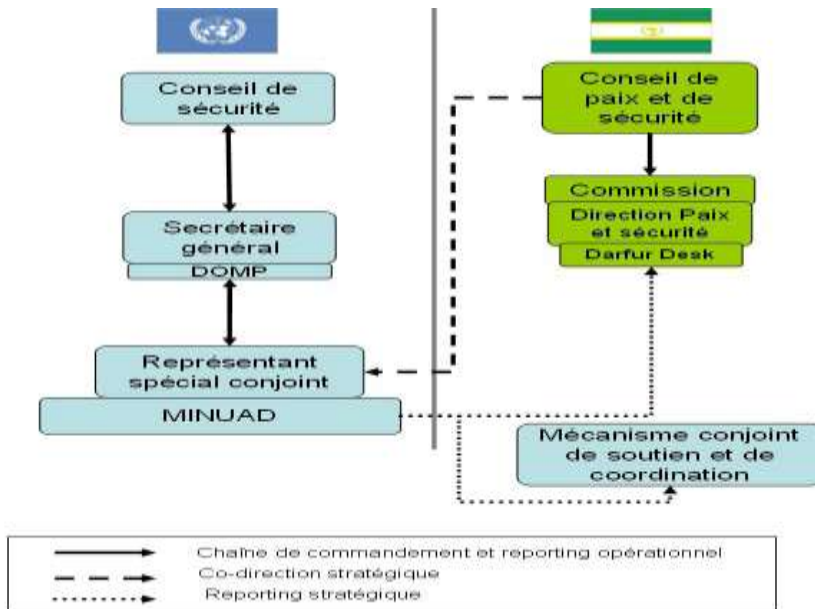 Conseil de
sécurité
Secrétaire
général
DOMP
Représentant
spécial conjoint
MINUAD
Conseil de
paix et de
sécurité
Commission
Direction Paix
et sécurité
Darfur Desk
Mécanisme conjoint
de soutien et de
coordination
Chaîne de commandement et reporting opérationnel
Co-direction stratégique
Reporting stratégique